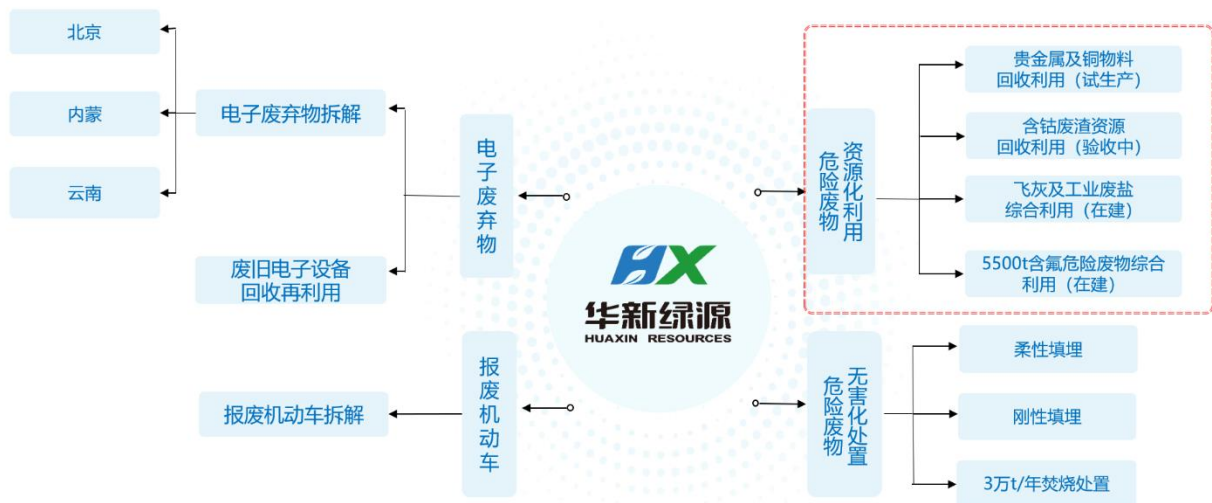 北京
内蒙
云南
电子废弃物拆解
废旧电子设备
回收再利用
电子废弃物
报废机动车拆解
报废机动车
HX
华新绿源
HUAXIN RESOURCES
危险废物
资源化利用
贵金属及铜物料
回收利用（试生产）
含钴废渣资源
回收利用（验收中）
飞灰及工业废盐
综合利用（在建）
5500t含氟危险废物综合
利用（在建）
危险废物
无害化处置
柔性填埋
刚性填埋
3万t/年焚烧处置